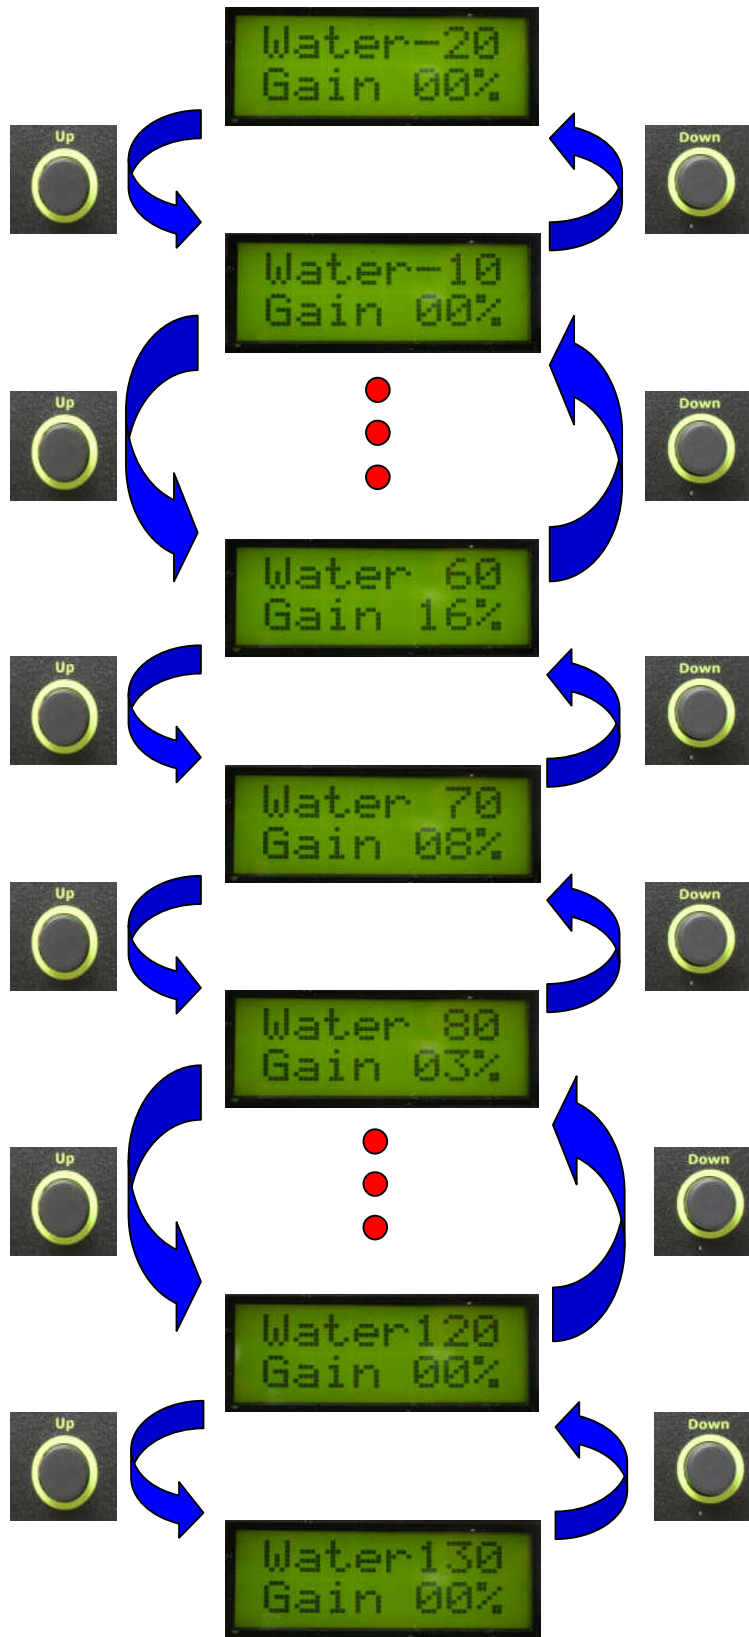 Water-20
Gain 00%
Up
Down
Water-10
Gain 00%
Up
Down
Water 60
Gain 16%
Up
Down
Water 70
Gain 08%
Up
Down
Water 80
Gain 03%
Up
Down
Water120
Gain 00%
Up
Down
Water130
Gain 00%